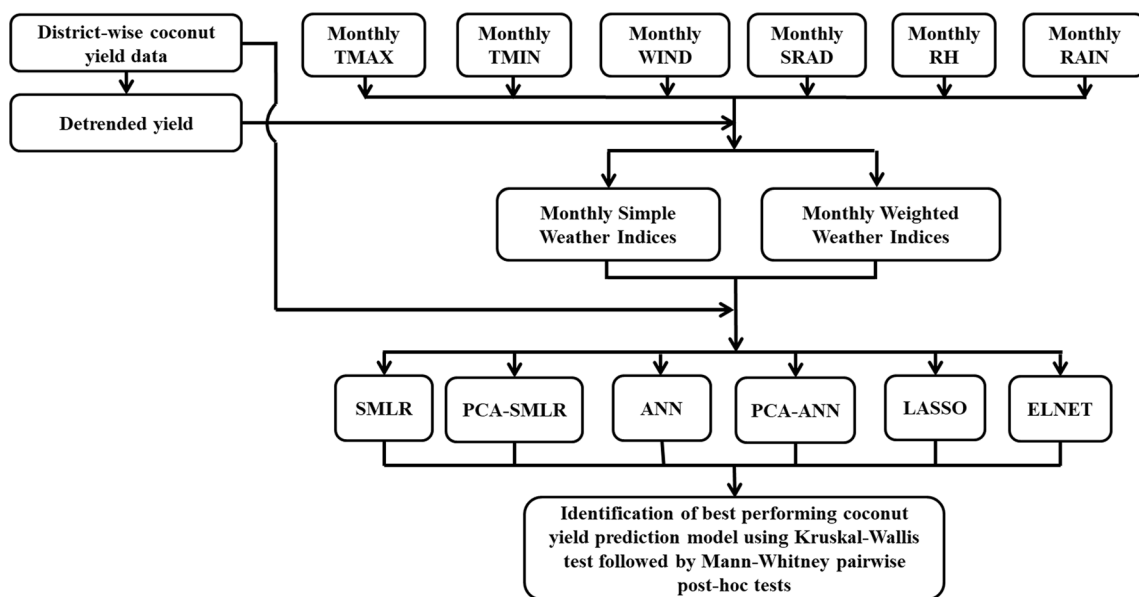 District-wise coconut
yield data
Monthly
TMAX
Monthly
TMIN
Monthly
WIND
Monthly
SRAD
Monthly
RH
Monthly
RAIN
Detrended yield
Monthly Simple
Weather Indices
Monthly Weighted
Weather Indices
SMLR
PCA-SMLR
ANN
PCA-ANN
LASSO
ELNET
Identification of best performing coconut
yield prediction model using Kruskal-Wallis
test followed by Mann-Whitney pairwise
post-hoc tests